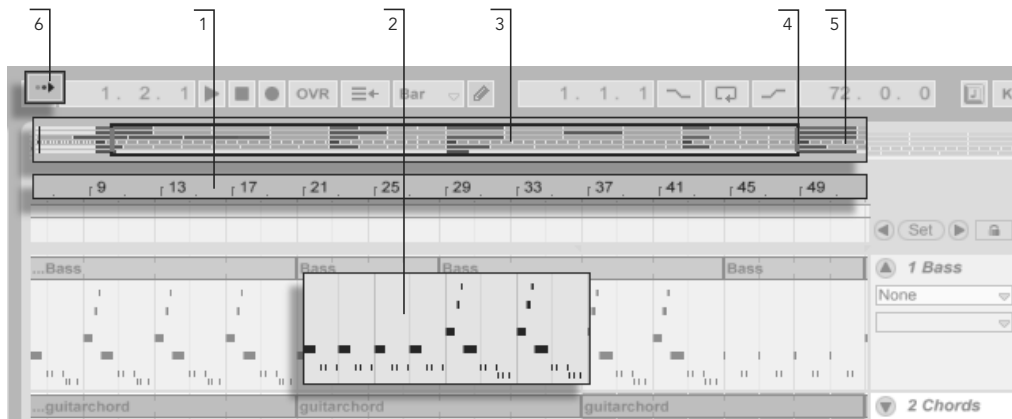 6 1 2 3 4 5
1 . 2 . 1 OVR Bar 1 . 1 . 1 72 . 0 . 0 K
9 13 17 21 25 29 33 37 41 45 49
Set
...Bass Bass Bass Bass 1 Bass
None
...guitarchord guitarchord guitarchord 2 Chords